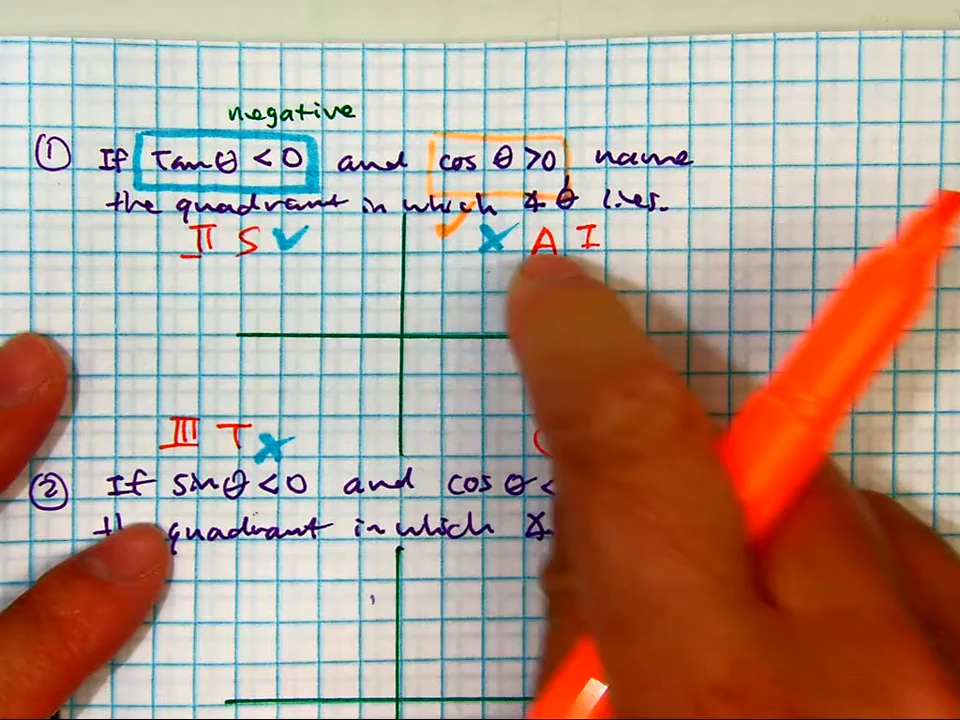 negative
① If Tanθ < 0 and cos θ > 0 name
the quadrant in which ∡ θ lies.
II S ✓ ✗ A I
III T ✗
② If sinθ < 0 and cos θ <
quadrant in which ∡